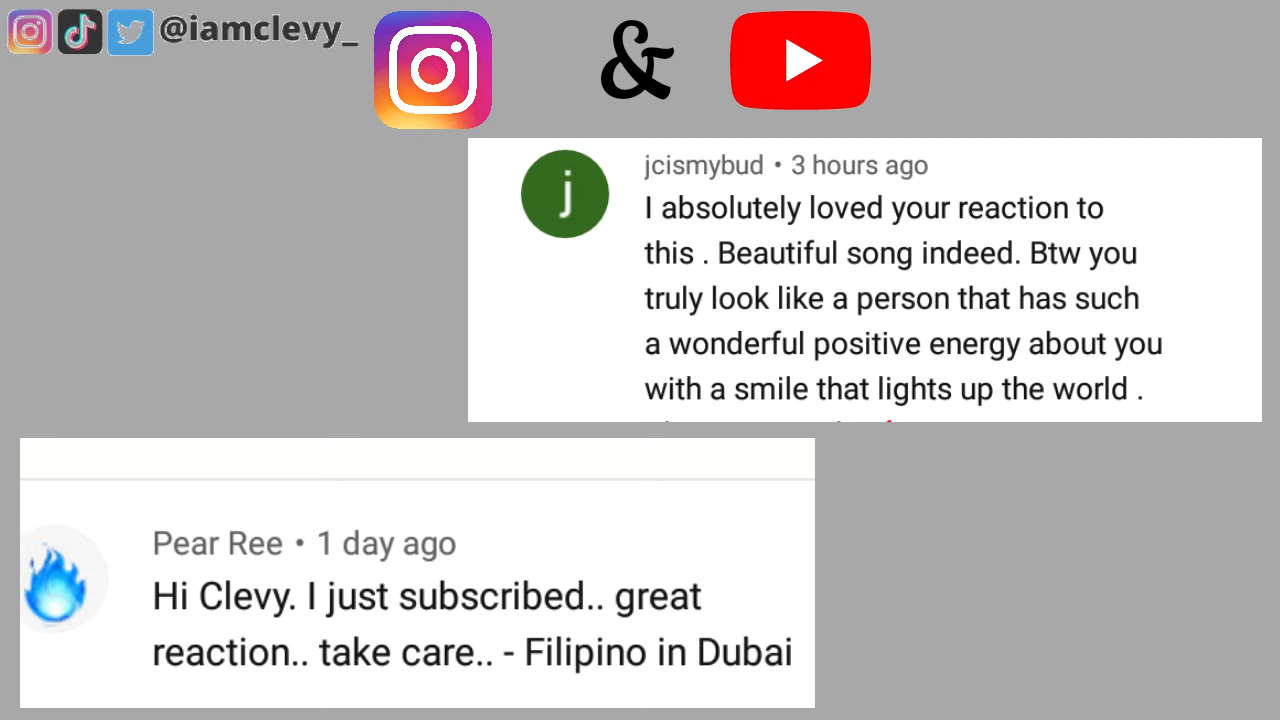 @iamclevy_
&
j
jcismybud • 3 hours ago
I absolutely loved your reaction to
this . Beautiful song indeed. Btw you
truly look like a person that has such
a wonderful positive energy about you
with a smile that lights up the world .
Pear Ree • 1 day ago
Hi Clevy. I just subscribed.. great
reaction.. take care.. - Filipino in Dubai